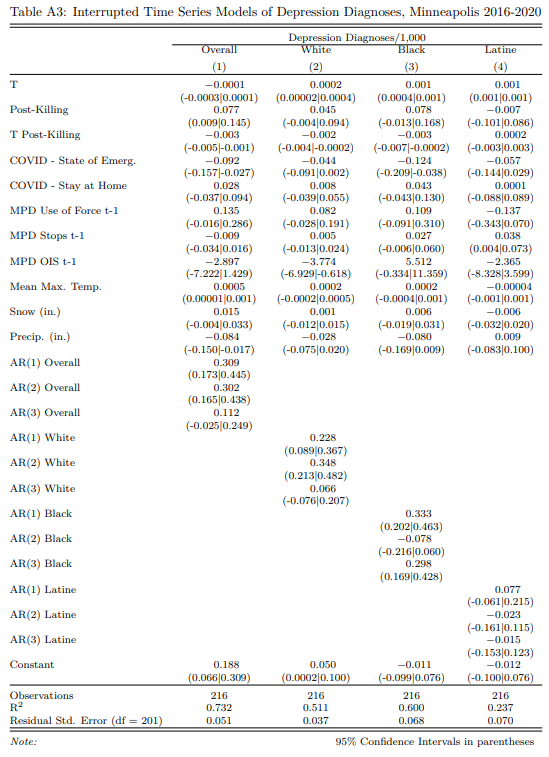 Table A3: Interrupted Time Series Models of Depression Diagnoses, Minneapolis 2016-2020
Depression Diagnoses/1,000
Overall White Black Latine
(1) (2) (3) (4)
T −0.0001 0.0002 0.001 0.001
(-0.0003|0.0001) (0.00002|0.0004) (0.0004|0.001) (0.001|0.001)
Post-Killing 0.077 0.045 0.078 −0.007
(0.009|0.145) (-0.004|0.094) (-0.013|0.168) (-0.101|0.086)
T Post-Killing −0.003 −0.002 −0.003 0.0002
(-0.005|-0.001) (-0.004|-0.0002) (-0.007|-0.0002) (-0.003|0.003)
COVID - State of Emerg. −0.092 −0.044 −0.124 −0.057
(-0.157|-0.027) (-0.091|0.002) (-0.209|-0.038) (-0.144|0.029)
COVID - Stay at Home 0.028 0.008 0.043 0.0001
(-0.037|0.094) (-0.039|0.055) (-0.043|0.130) (-0.088|0.089)
MPD Use of Force t-1 0.135 0.082 0.109 −0.137
(-0.016|0.286) (-0.028|0.191) (-0.091|0.310) (-0.343|0.070)
MPD Stops t-1 −0.009 0.005 0.027 0.038
(-0.034|0.016) (-0.013|0.024) (-0.006|0.060) (0.004|0.073)
MPD OIS t-1 −2.897 −3.774 5.512 −2.365
(-7.222|1.429) (-6.929|-0.618) (-0.334|11.359) (-8.328|3.599)
Mean Max. Temp. 0.0005 0.0002 0.0002 −0.00004
(0.00001|0.001) (-0.0002|0.0005) (-0.0004|0.001) (-0.001|0.001)
Snow (in.) 0.015 0.001 0.006 −0.006
(-0.004|0.033) (-0.012|0.015) (-0.019|0.031) (-0.032|0.020)
Precip. (in.) −0.084 −0.028 −0.080 0.009
(-0.150|-0.017) (-0.075|0.020) (-0.169|0.009) (-0.083|0.100)
AR(1) Overall 0.309
(0.173|0.445)
AR(2) Overall 0.302
(0.165|0.438)
AR(3) Overall 0.112
(-0.025|0.249)
AR(1) White 0.228
(0.089|0.367)
AR(2) White 0.348
(0.213|0.482)
AR(3) White 0.066
(-0.076|0.207)
AR(1) Black 0.333
(0.202|0.463)
AR(2) Black −0.078
(-0.216|0.060)
AR(3) Black 0.298
(0.169|0.428)
AR(1) Latine 0.077
(-0.061|0.215)
AR(2) Latine −0.023
(-0.161|0.115)
AR(3) Latine −0.015
(-0.153|0.123)
Constant 0.188 0.050 −0.011 −0.012
(0.066|0.309) (0.0002|0.100) (-0.099|0.076) (-0.100|0.076)
Observations 216 216 216 216
R² 0.732 0.511 0.600 0.237
Residual Std. Error (df = 201) 0.051 0.037 0.068 0.070
Note: 95% Confidence Intervals in parentheses